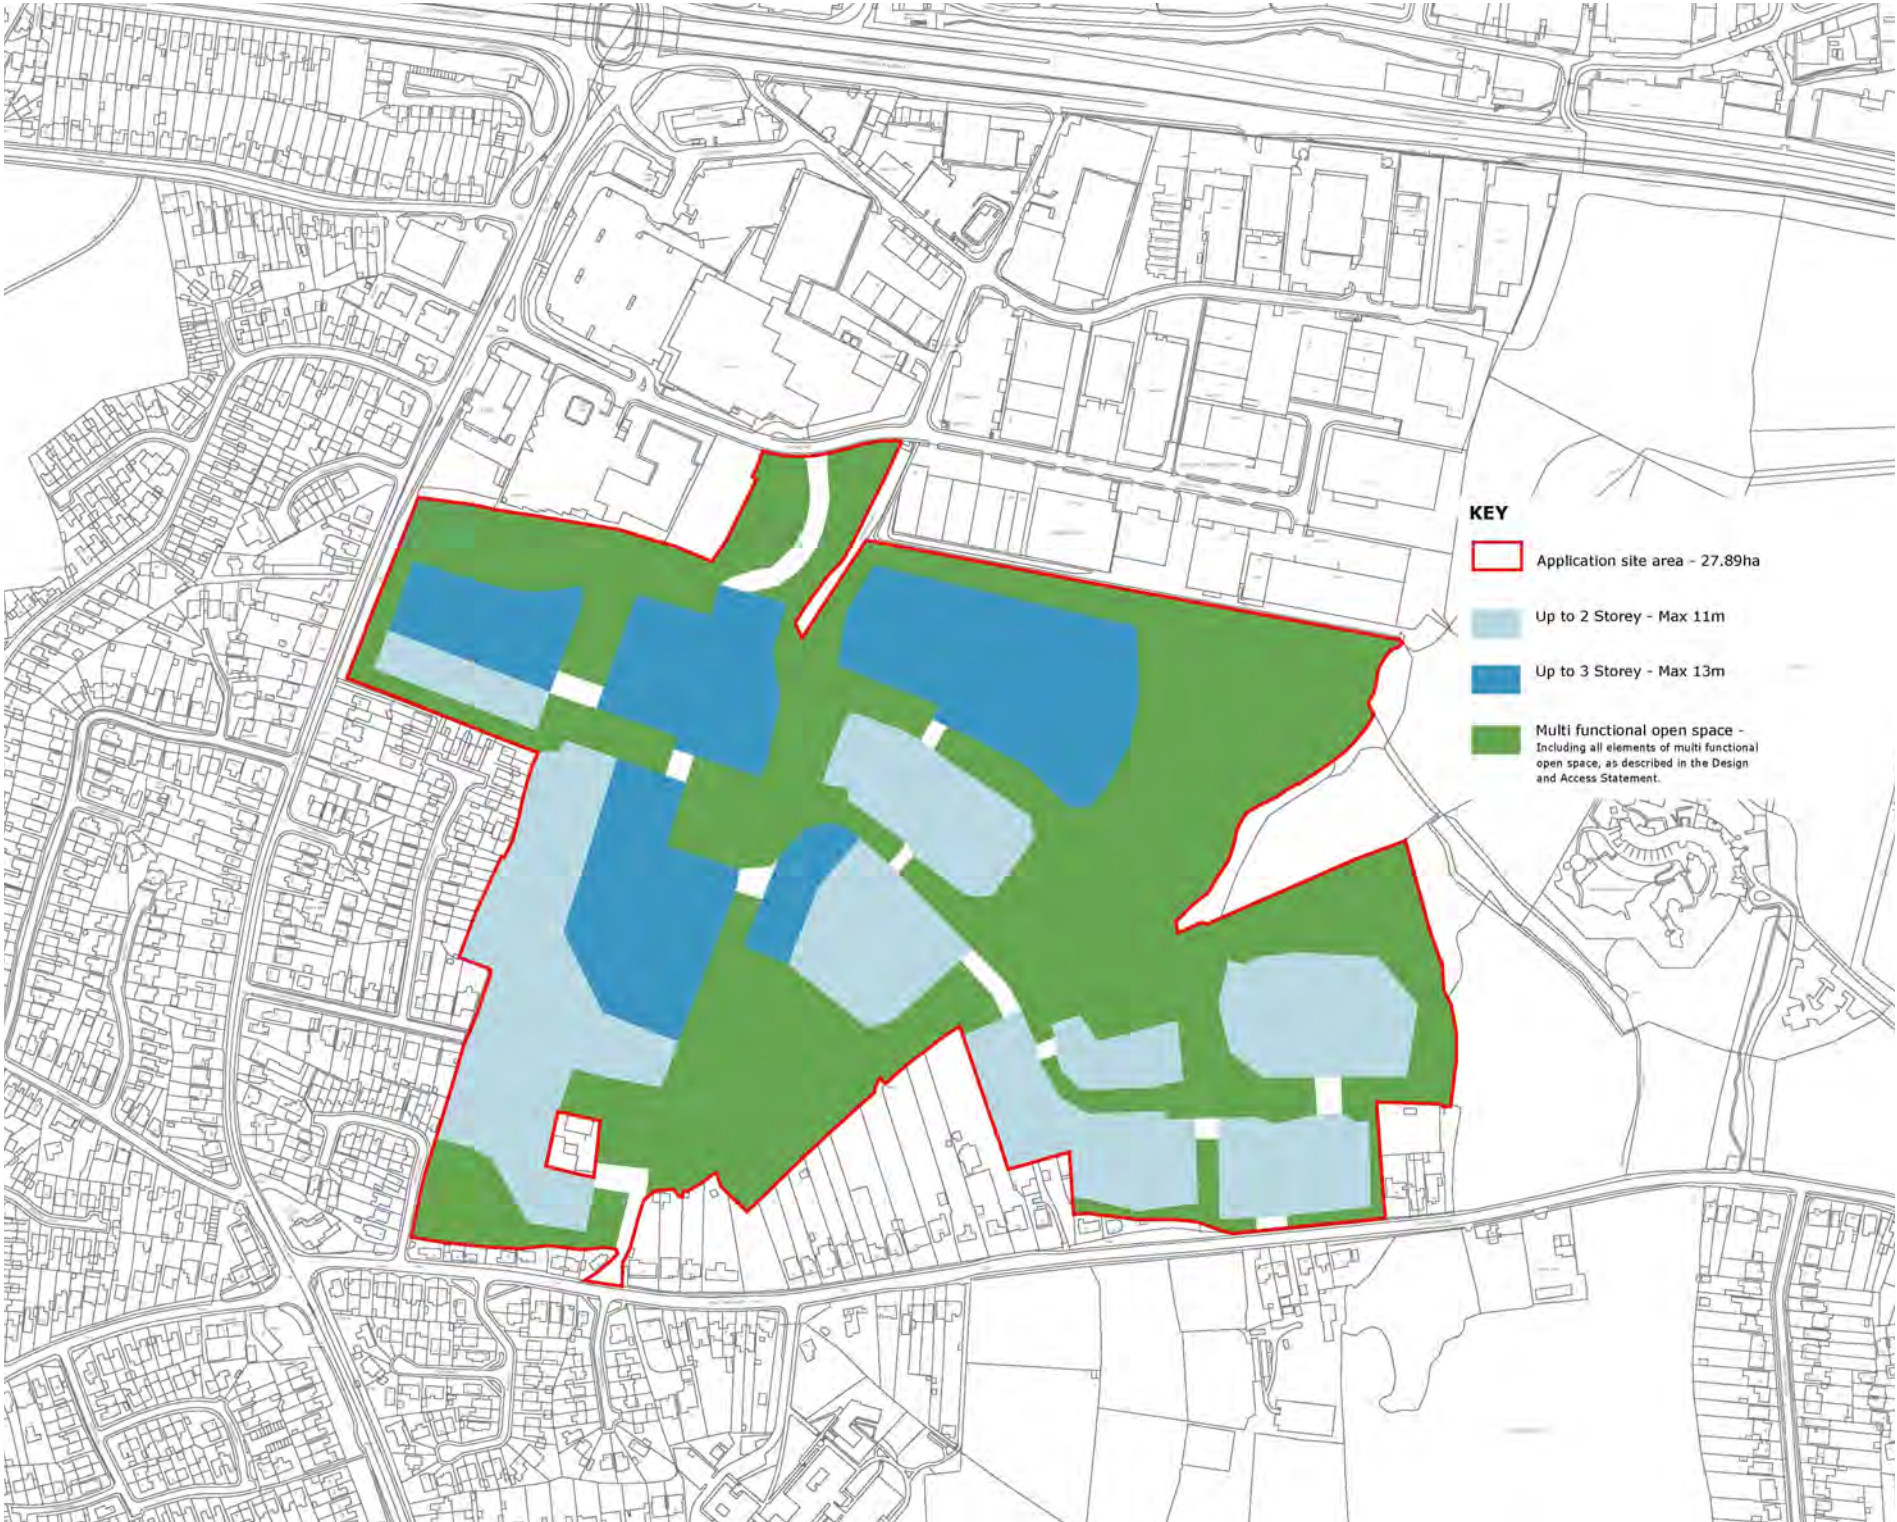 KEY
Application site area - 27.89ha
Up to 2 Storey - Max 11m
Up to 3 Storey - Max 13m
Multi functional open space -
Including all elements of multi functional
open space, as described in the Design
and Access Statement.